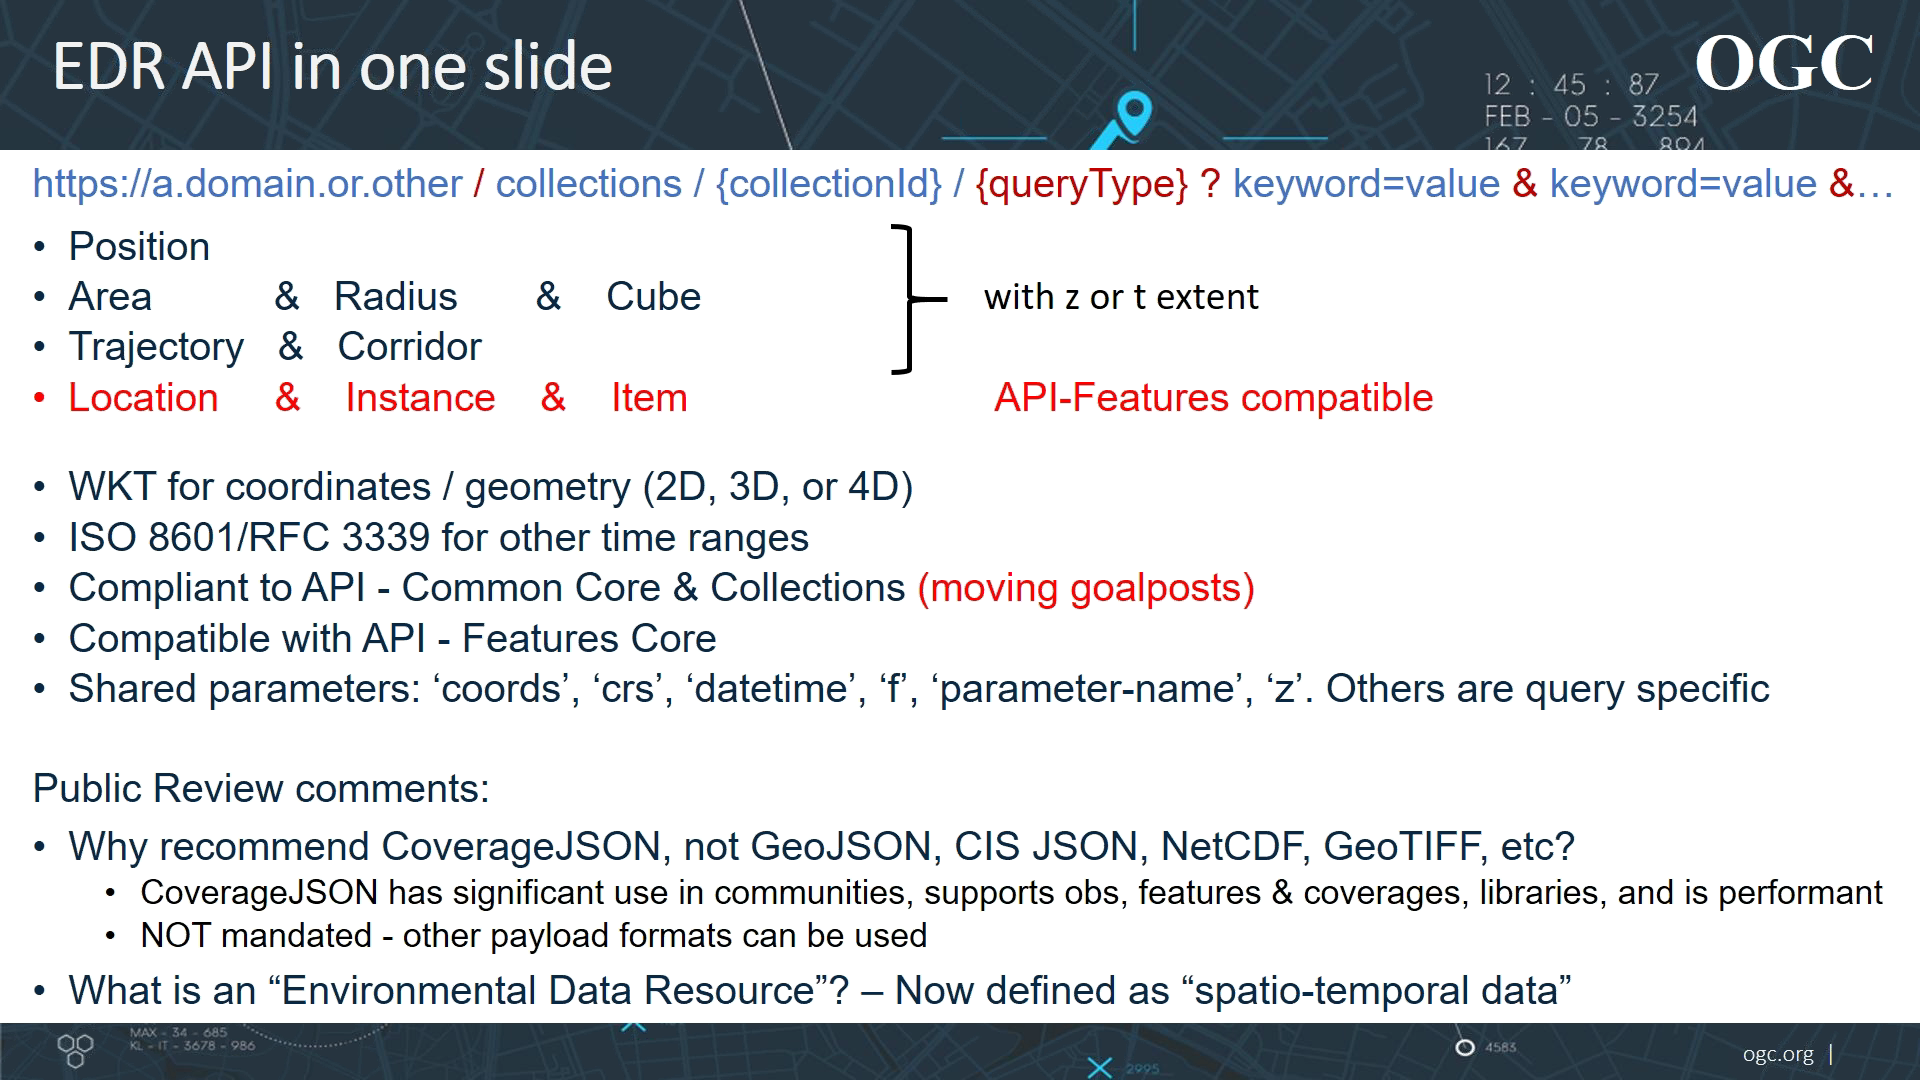 EDR API in one slide
OGC
12 : 45 : 87
FEB - 05 - 3254
167 78 894
https://a.domain.or.other / collections / {collectionId} / {queryType} ? keyword=value & keyword=value &…
• Position
• Area & Radius & Cube
with z or t extent
• Trajectory & Corridor
• Location & Instance & Item API-Features compatible
• WKT for coordinates / geometry (2D, 3D, or 4D)
• ISO 8601/RFC 3339 for other time ranges
• Compliant to API - Common Core & Collections (moving goalposts)
• Compatible with API - Features Core
• Shared parameters: ‘coords’, ‘crs’, ‘datetime’, ‘f’, ‘parameter-name’, ‘z’. Others are query specific
Public Review comments:
• Why recommend CoverageJSON, not GeoJSON, CIS JSON, NetCDF, GeoTIFF, etc?
• CoverageJSON has significant use in communities, supports obs, features & coverages, libraries, and is performant
• NOT mandated - other payload formats can be used
• What is an “Environmental Data Resource”? – Now defined as “spatio-temporal data”
MAX - 34 - 685
KL - IT - 3678 - 986
2995
4583
ogc.org |